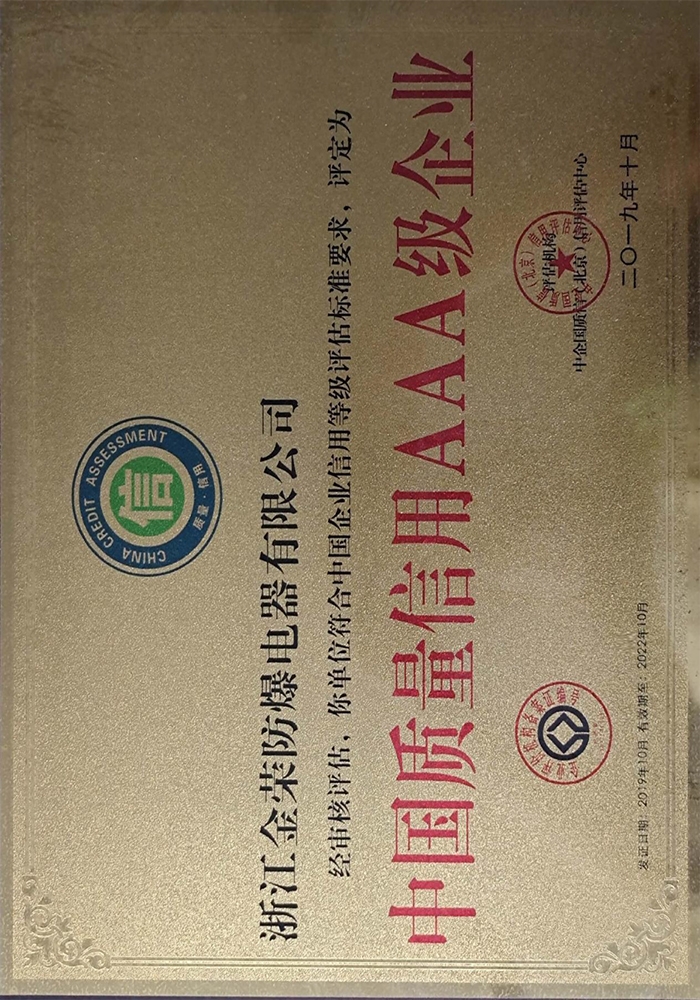 CHINA CREDIT ASSESSMENT
信
质量·信用
浙江金荣防爆电器有限公司
经审核评估，你单位符合中国企业信用等级评估标准要求，评定为
中国质量信用AAA级企业
评估机构
中企国质信（北京）信用评估中心
二〇一九年十月
发证日期：2019年10月 有效期至：2022年10月